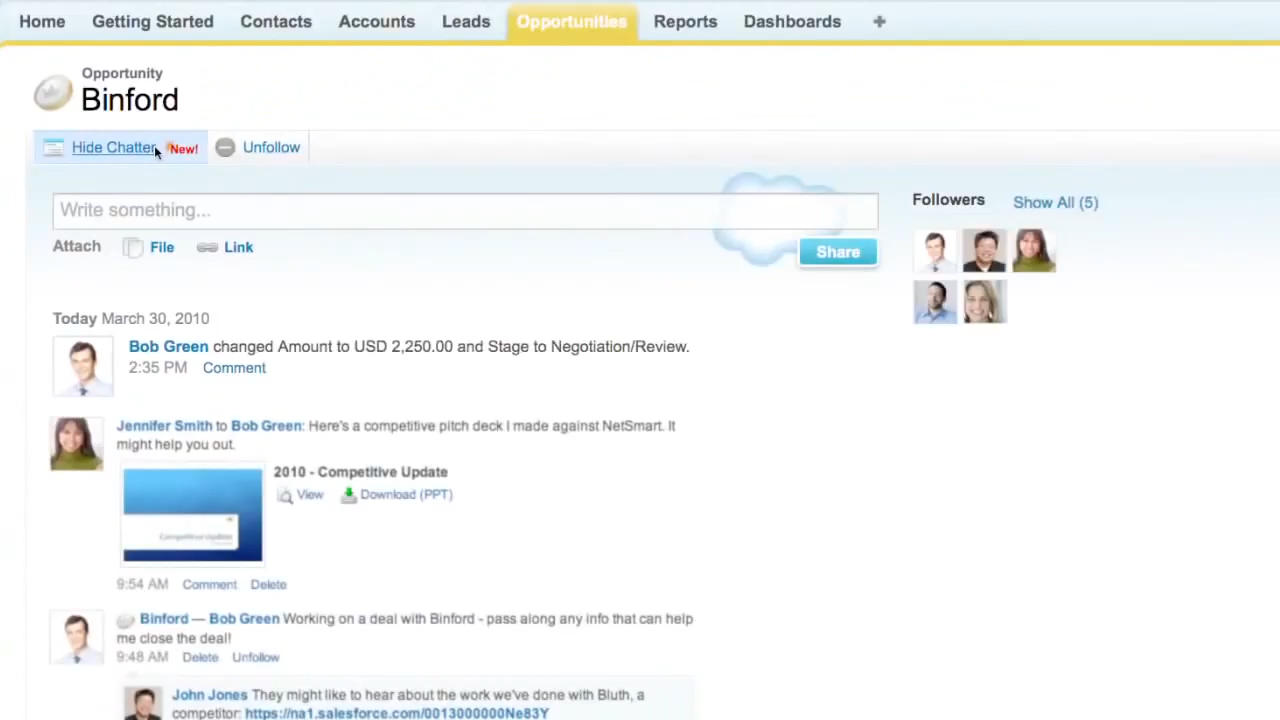 Home Getting Started Contacts Accounts Leads Opportunities Reports Dashboards +
Opportunity
Binford
Hide Chatter New! Unfollow
Write something...
Attach File Link
Share
Followers Show All (5)
Today March 30, 2010
Bob Green changed Amount to USD 2,250.00 and Stage to Negotiation/Review.
2:35 PM Comment
Jennifer Smith to Bob Green: Here's a competitive pitch deck I made against NetSmart. It
might help you out.
2010 - Competitive Update
View Download (PPT)
Competitive Update
9:54 AM Comment Delete
Binford — Bob Green Working on a deal with Binford - pass along any info that can help
me close the deal!
9:48 AM Delete Unfollow
John Jones They might like to hear about the work we've done with Bluth, a
competitor: https://na1.salesforce.com/0013000000Ne83Y